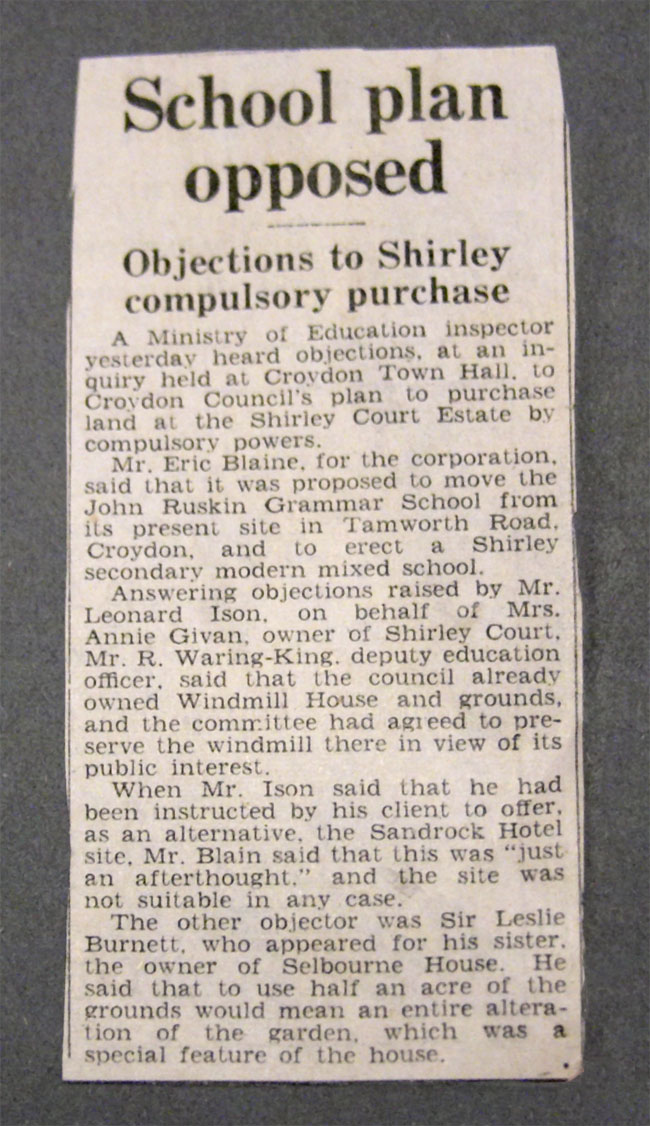 School plan
opposed
Objections to Shirley
compulsory purchase
A Ministry of Education inspector
yesterday heard objections, at an in-
quiry held at Croydon Town Hall, to
Croydon Council's plan to purchase
land at the Shirley Court Estate by
compulsory powers.
Mr. Eric Blaine, for the corporation,
said that it was proposed to move the
John Ruskin Grammar School from
its present site in Tamworth Road,
Croydon, and to erect a Shirley
secondary modern mixed school.
Answering objections raised by Mr.
Leonard Ison, on behalf of Mrs.
Annie Givan, owner of Shirley Court,
Mr. R. Waring-King, deputy education
officer, said that the council already
owned Windmill House and grounds,
and the committee had agreed to pre-
serve the windmill there in view of its
public interest.
When Mr. Ison said that he had
been instructed by his client to offer,
as an alternative, the Sandrock Hotel
site, Mr. Blain said that this was "just
an afterthought," and the site was
not suitable in any case.
The other objector was Sir Leslie
Burnett, who appeared for his sister,
the owner of Selbourne House. He
said that to use half an acre of the
grounds would mean an entire altera-
tion of the garden, which was a
special feature of the house.